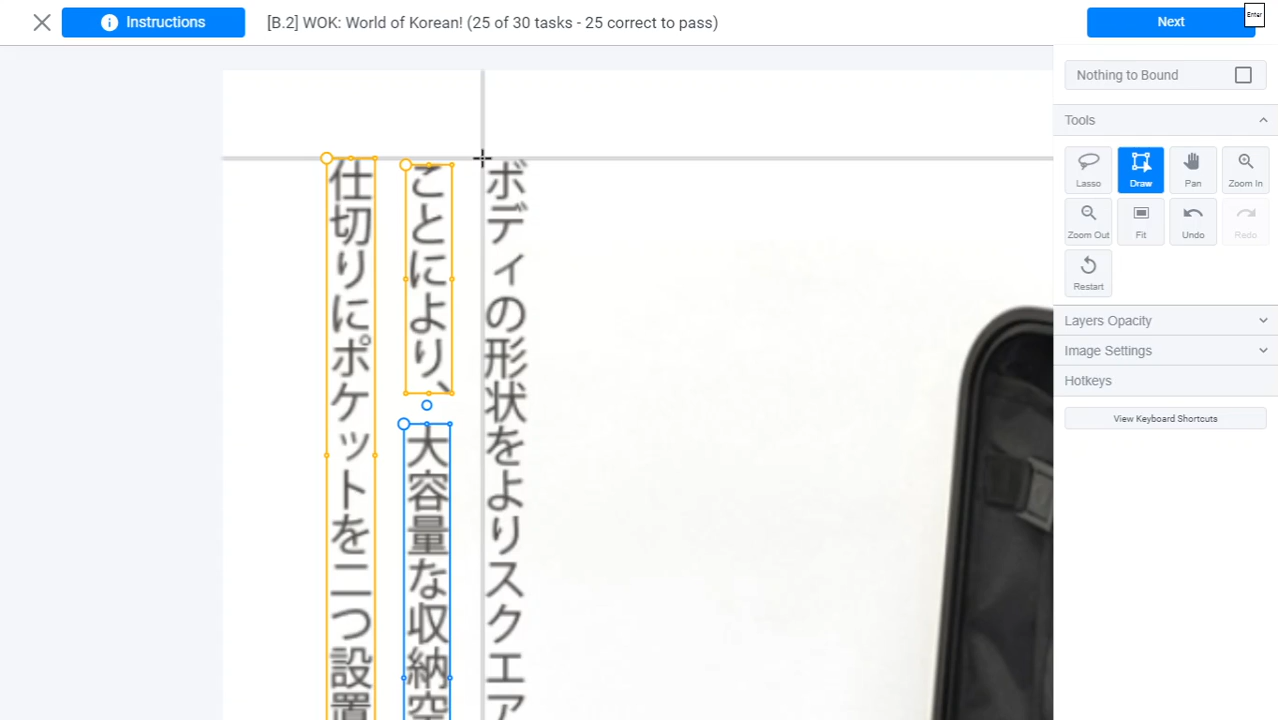 Instructions
[B.2] WOK: World of Korean! (25 of 30 tasks - 25 correct to pass)
Next
Enter
Nothing to Bound
Tools
Lasso
Draw
Pan
Zoom In
Zoom Out
Fit
Undo
Redo
Restart
Layers Opacity
Image Settings
Hotkeys
View Keyboard Shortcuts
ボディの形状をよりスクエア
ことにより、大容量な収納空
仕切りにポケットを二つ設置